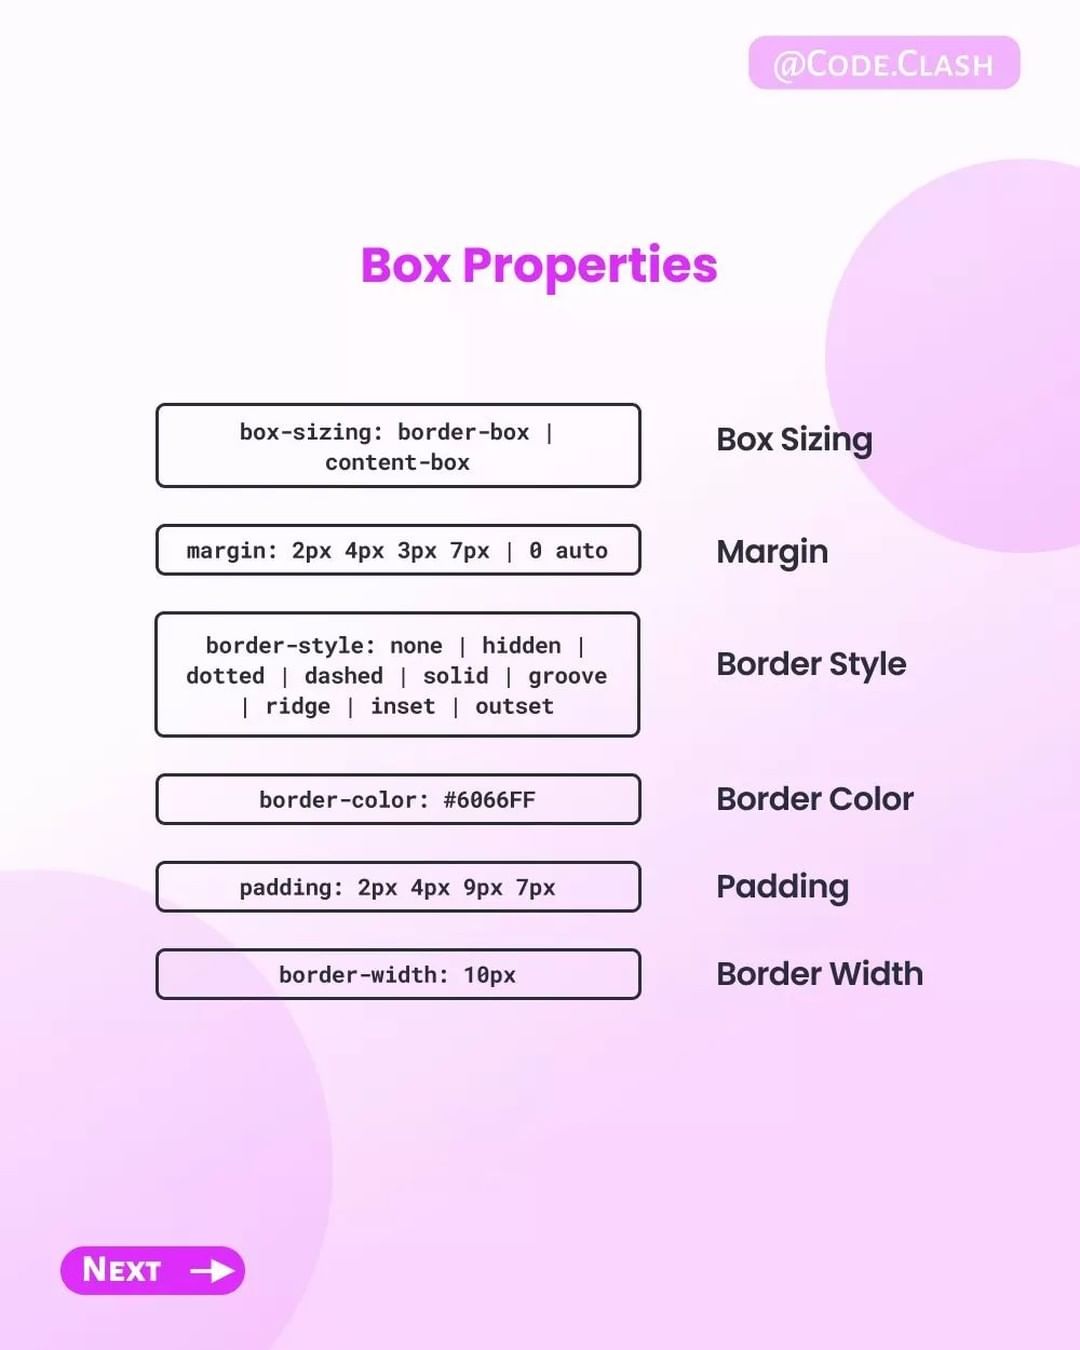 @Code.Clash
Box Properties
box-sizing: border-box |
content-box
Box Sizing
margin: 2px 4px 3px 7px | 0 auto
Margin
border-style: none | hidden |
dotted | dashed | solid | groove
| ridge | inset | outset
Border Style
border-color: #6066FF
Border Color
padding: 2px 4px 9px 7px
Padding
border-width: 10px
Border Width
Next